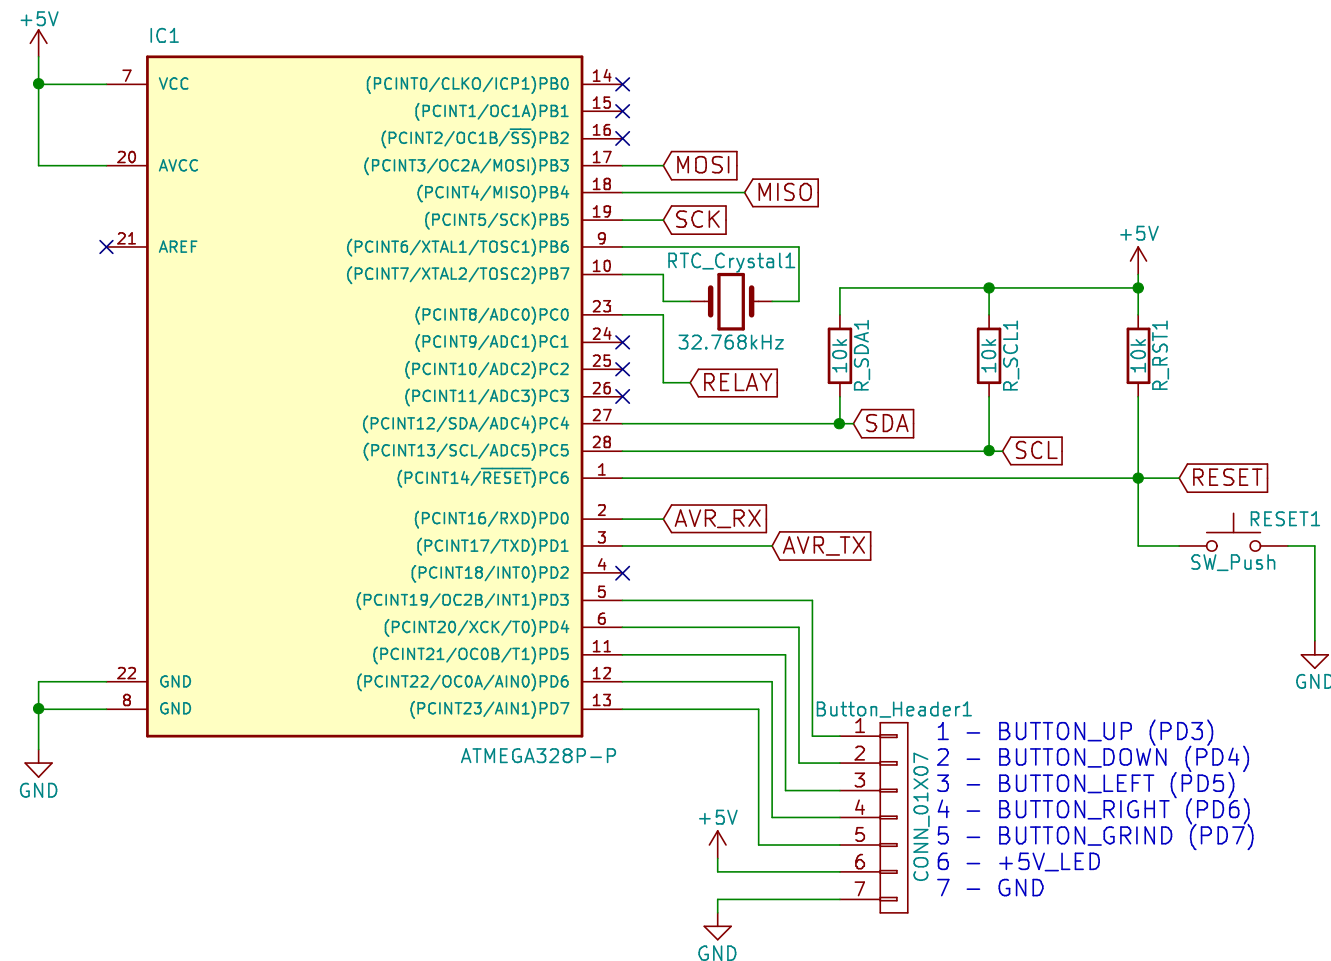 +5V
IC1
7 VCC
20 AVCC
21 AREF
22 GND
8 GND
GND
(PCINT0/CLKO/ICP1)PB0 14
(PCINT1/OC1A)PB1 15
(PCINT2/OC1B/SS)PB2 16
(PCINT3/OC2A/MOSI)PB3 17 MOSI
(PCINT4/MISO)PB4 18 MISO
(PCINT5/SCK)PB5 19 SCK
(PCINT6/XTAL1/TOSC1)PB6 9
(PCINT7/XTAL2/TOSC2)PB7 10
(PCINT8/ADC0)PC0 23
(PCINT9/ADC1)PC1 24
(PCINT10/ADC2)PC2 25
(PCINT11/ADC3)PC3 26
(PCINT12/SDA/ADC4)PC4 27
(PCINT13/SCL/ADC5)PC5 28
(PCINT14/RESET)PC6 1
(PCINT16/RXD)PD0 2 AVR_RX
(PCINT17/TXD)PD1 3 AVR_TX
(PCINT18/INT0)PD2 4
(PCINT19/OC2B/INT1)PD3 5
(PCINT20/XCK/T0)PD4 6
(PCINT21/OC0B/T1)PD5 11
(PCINT22/OC0A/AIN0)PD6 12
(PCINT23/AIN1)PD7 13
ATMEGA328P-P
RTC_Crystal1
32.768kHz
RELAY
+5V
10k
R_SDA1
10k
R_SCL1
10k
R_RST1
SDA
SCL
RESET
RESET1
SW_Push
GND
Button_Header1
1
2
3
4
5
6
7
CONN_01X07
+5V
GND
1 - BUTTON_UP (PD3)
2 - BUTTON_DOWN (PD4)
3 - BUTTON_LEFT (PD5)
4 - BUTTON_RIGHT (PD6)
5 - BUTTON_GRIND (PD7)
6 - +5V_LED
7 - GND